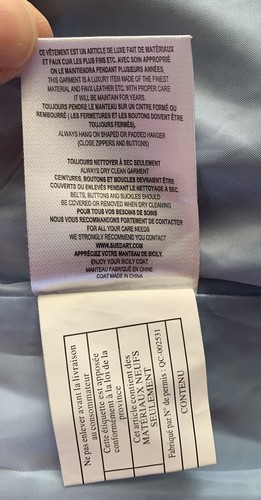 CE VÊTEMENT EST UN ARTICLE DE LUXE FAIT DE MATÉRIAUX
ET FAUX CUIR LES PLUS FINS ETC. AVEC SOIN APPROPRIÉ
ON LE MAINTIENDRA PENDANT PLUSIEURS ANNÉES.
THIS GARMENT IS A LUXURY ITEM MADE OF THE FINEST
MATERIAL AND FAUX LEATHER ETC. WITH PROPER CARE
IT WILL BE MAINTAIN FOR YEARS.
TOUJOURS PENDRE LE MANTEAU SUR UN CINTRE FORMÉ OU
REMBOURRÉ ( LES FERMETURES ET LES BOUTONS DOIVENT ÊTRE
TOUJOURS FERMÉS).
ALWAYS HANG ON SHAPED OR PADDED HANGER
(CLOSE ZIPPERS AND BUTTONS)
TOUJOURS NETTOYER À SEC SEULEMENT
ALWAYS DRY CLEAN GARMENT
CEINTURES, BOUTONS ET BOUCLES DEVRAIENT ÊTRE
COUVERTS OU ENLEVÉS PENDANT LE NETTOYAGE À SEC.
BELTS, BUTTONS AND BUCKLES SHOULD
BE COVERED OR REMOVED WHEN DRY CLEANING
POUR TOUS VOS BESOINS DE SOINS
NOUS VOUS RECOMMANDONS FORTEMENT DE CONTACTER
FOR ALL YOUR CARE NEEDS
WE STRONGLY RECOMMEND YOU CONTACT
WWW.SUEDART.COM
APPRÉCIEZ VOTRE MANTEAU DE SICILY.
ENJOY YOUR SICILY COAT
MANTEAU FABRIQUÉ EN CHINE
COAT MADE IN CHINA
Ne pas enlever avant la livraison
au consommateur
Cette étiquette est apposée
conformément à la loi de la
province
Cet article contient des
MATÉRIAUX NEUFS
SEULEMENT
Fabriqué par N° de permis : QC-002531
CONTENU